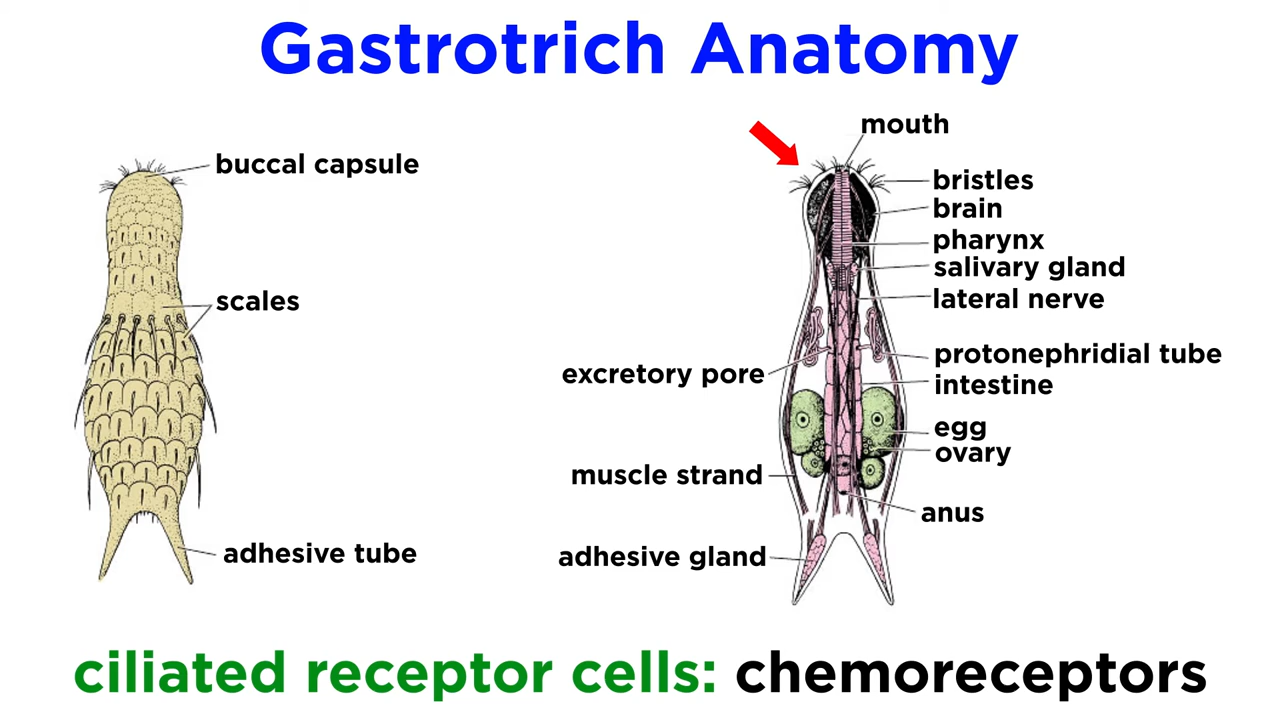 Gastrotrich Anatomy
buccal capsule
scales
adhesive tube
mouth
bristles
brain
pharynx
salivary gland
lateral nerve
protonephridial tube
excretory pore
intestine
egg
ovary
muscle strand
anus
adhesive gland
ciliated receptor cells: chemoreceptors